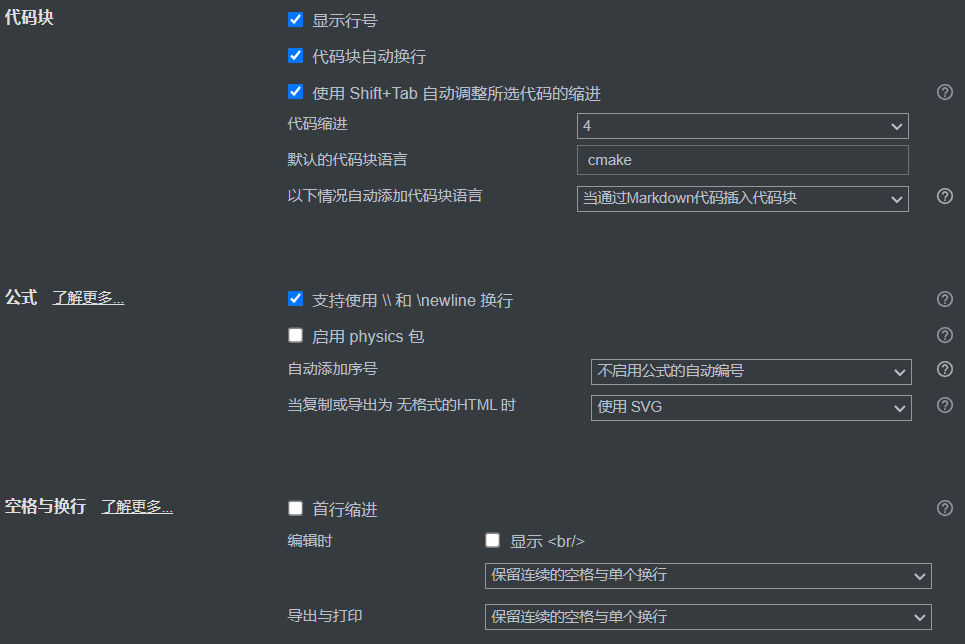 代码块
显示行号
代码块自动换行
使用 Shift+Tab 自动调整所选代码的缩进
代码缩进 4
默认的代码块语言 cmake
以下情况自动添加代码块语言 当通过Markdown代码插入代码块
公式 了解更多...
支持使用 \\ 和 \newline 换行
启用 physics 包
自动添加序号 不启用公式的自动编号
当复制或导出为 无格式的HTML 时 使用 SVG
空格与换行 了解更多...
首行缩进
编辑时 显示 <br/>
保留连续的空格与单个换行
导出与打印 保留连续的空格与单个换行